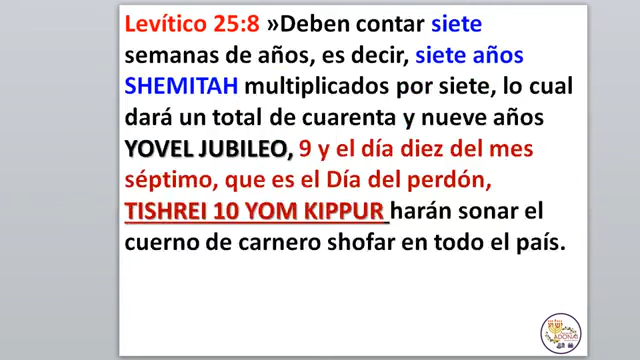 Levítico 25:8 »Deben contar siete
semanas de años, es decir, siete años
SHEMITAH multiplicados por siete, lo cual
dará un total de cuarenta y nueve años
YOVEL JUBILEO, 9 y el día diez del mes
séptimo, que es el Día del perdón,
TISHREI 10 YOM KIPPUR harán sonar el
cuerno de carnero shofar en todo el país.